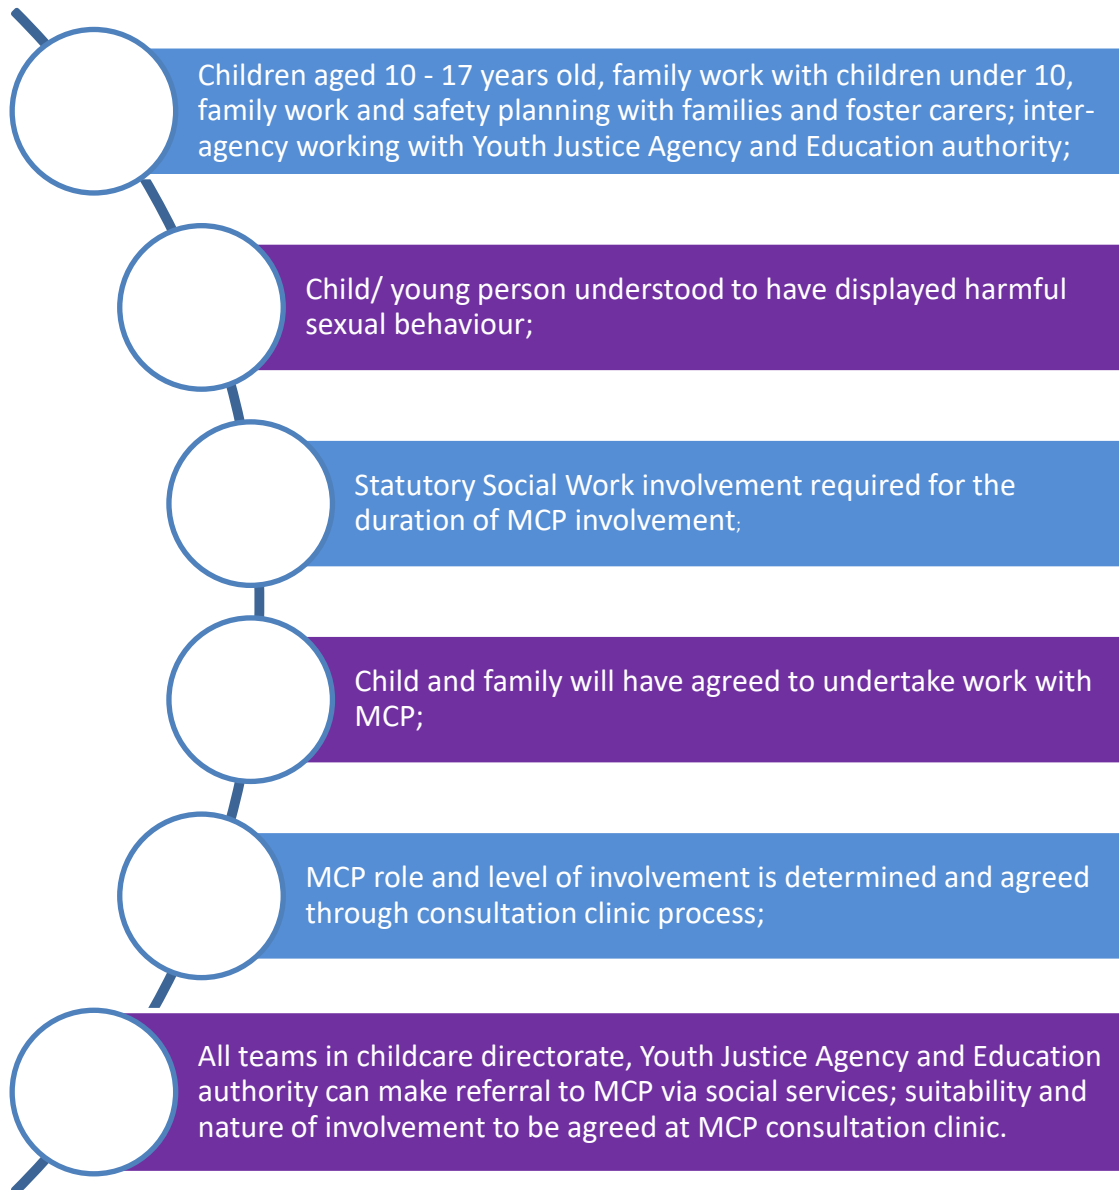 Children aged 10 - 17 years old, family work with children under 10,
family work and safety planning with families and foster carers; inter-
agency working with Youth Justice Agency and Education authority;
Child/ young person understood to have displayed harmful
sexual behaviour;
Statutory Social Work involvement required for the
duration of MCP involvement;
Child and family will have agreed to undertake work with
MCP;
MCP role and level of involvement is determined and agreed
through consultation clinic process;
All teams in childcare directorate, Youth Justice Agency and Education
authority can make referral to MCP via social services; suitability and
nature of involvement to be agreed at MCP consultation clinic.